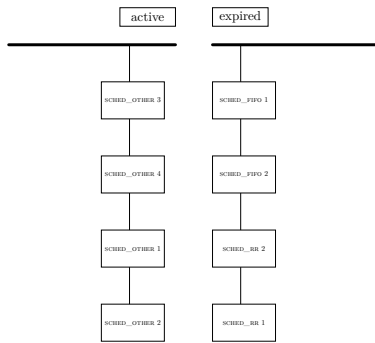 active
expired
SCHED_OTHER 3
SCHED_FIFO 1
SCHED_OTHER 4
SCHED_FIFO 2
SCHED_OTHER 1
SCHED_RR 2
SCHED_OTHER 2
SCHED_RR 1